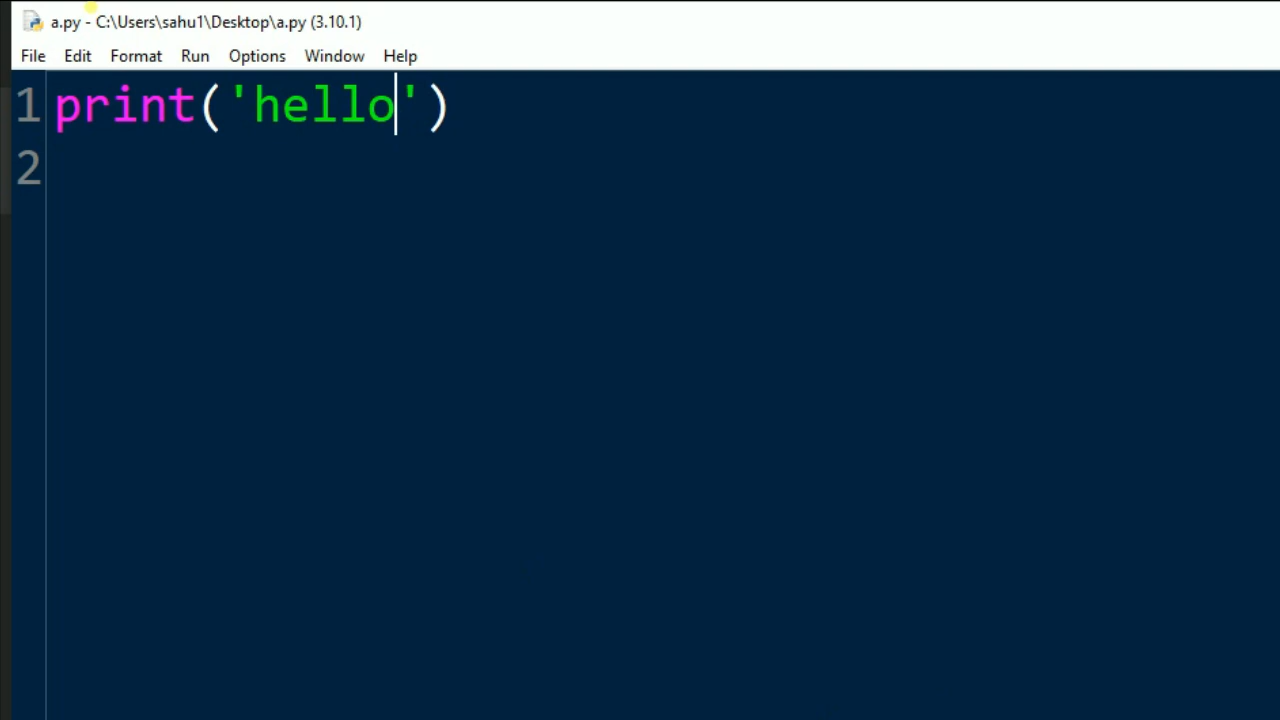 a.py - C:\Users\sahu1\Desktop\a.py (3.10.1)
File Edit Format Run Options Window Help
1 print('hello')
2